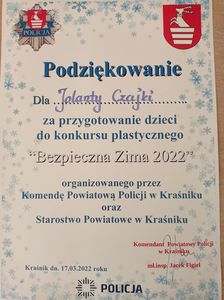 POLICJA
Podziękowanie
Dla Jolanty Czajki
za przygotowanie dzieci
do konkursu plastycznego
“Bezpieczna Zima 2022”
organizowanego przez
Komendę Powiatową Policji w Kraśniku
oraz
Starostwo Powiatowe w Kraśniku
Komendant Powiatowy Policji
w Kraśniku
mł.insp. Jacek Figiel
Kraśnik dn. 17.03.2022 roku
POLICJA